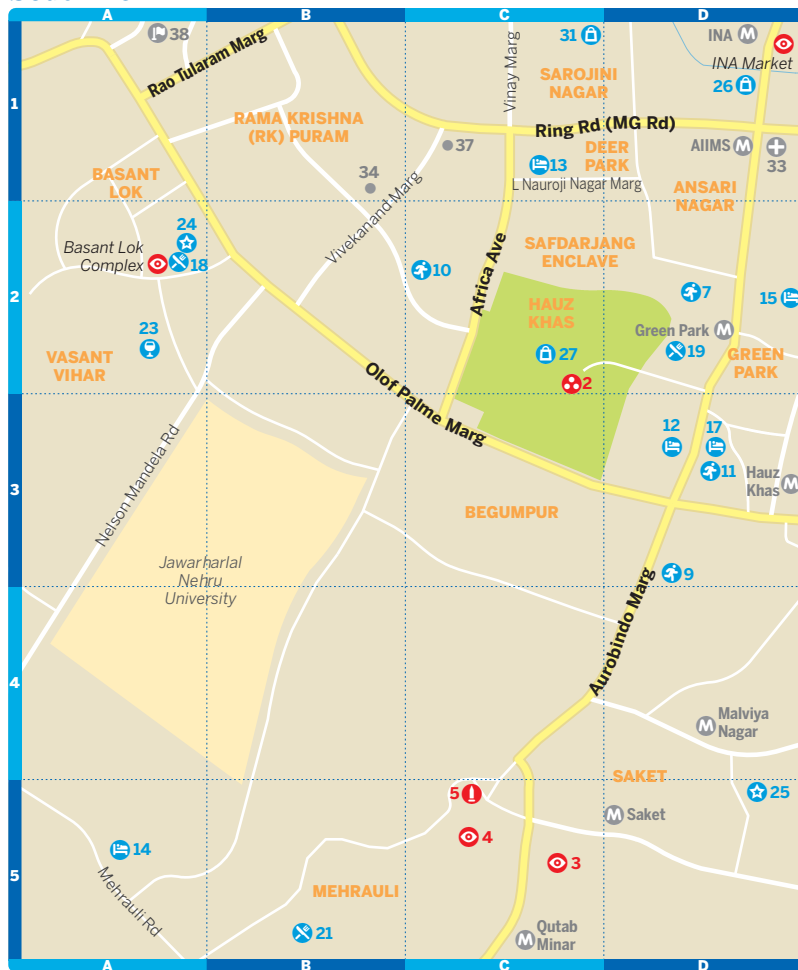 A
B
C
D
38
31
INA
INA Market
Rao Tularam Marg
Vinay Marg
SAROJINI
NAGAR
26
1
RAMA KRISHNA
(RK) PURAM
Ring Rd (MG Rd)
37
DEER
PARK
AIIMS
33
13
BASANT
LOK
34
L Nauroji Nagar Marg
ANSARI
NAGAR
Vivekanand Marg
24
Basant Lok
Complex
18
Africa Ave
SAFDARJANG
ENCLAVE
10
2
7
15
HAUZ
KHAS
23
Green Park
27
19
VASANT
VIHAR
GREEN
PARK
Olof Palme Marg
2
12
17
11
Hauz
Khas
3
Nelson Mandela Rd
BEGUMPUR
Jawarharlal
Nehru
University
9
Aurobindo Marg
4
Malviya
Nagar
SAKET
5
25
Saket
4
14
3
5
Mehrauli Rd
MEHRAULI
21
Qutab
Minar
A
B
C
D